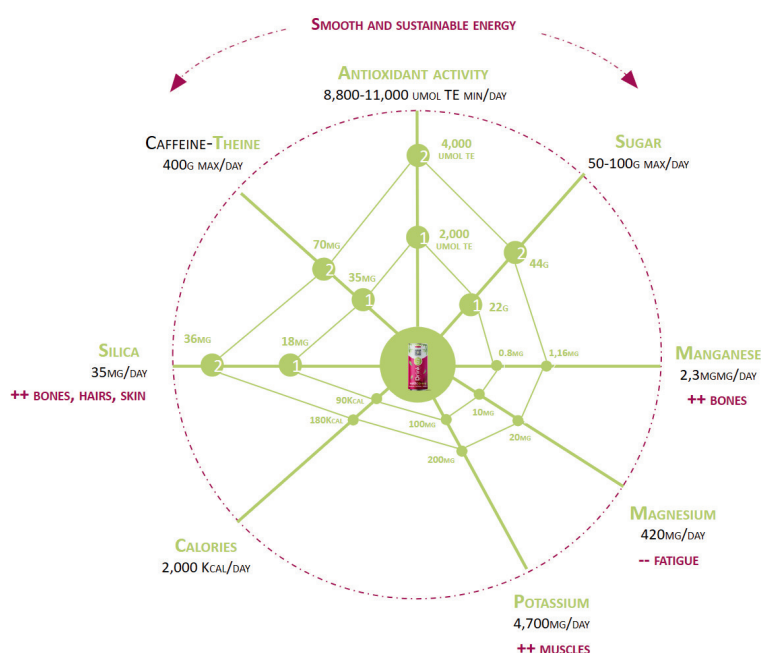 Smooth and sustainable energy
Antioxidant activity
8,800-11,000 umol TE min/day
Caffeine-Theine
400g max/day
Sugar
50-100g max/day
2
4,000
umol TE
1
2,000
umol TE
70mg
2
35mg
1
2
44g
1
22g
Silica
35mg/day
++ bones, hairs, skin
36mg
2
18mg
1
0.8mg
1,16mg
Manganese
2,3mgmg/day
++ bones
90Kcal
180Kcal
100mg
200mg
10mg
20mg
Magnesium
420mg/day
-- fatigue
Calories
2,000 Kcal/day
Potassium
4,700mg/day
++ muscles